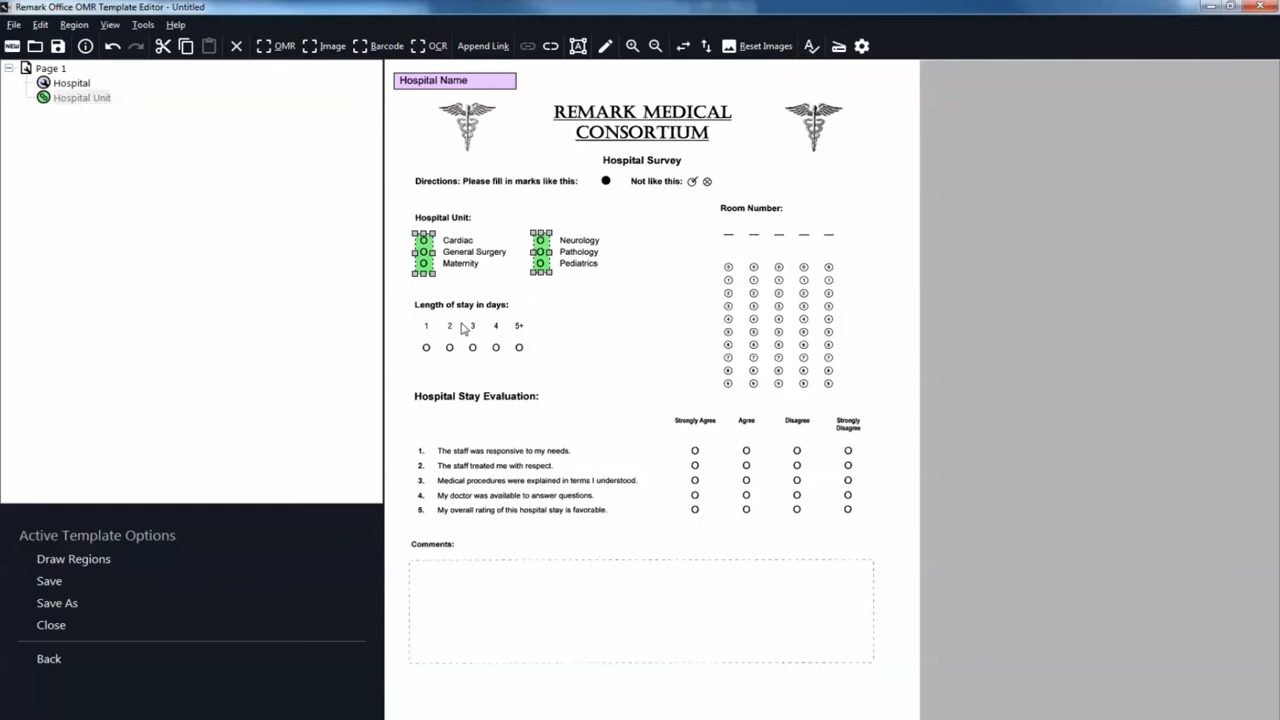 Remark Office OMR Template Editor - Untitled
File Edit Region View Tools Help
NEW OMR Image Barcode OCR Append Link A Reset Images
Page 1
Hospital
Hospital Unit
Active Template Options
Draw Regions
Save
Save As
Close
Back
Hospital Name
REMARK MEDICAL
CONSORTIUM
Hospital Survey
Directions: Please fill in marks like this: Not like this:
Hospital Unit:
Cardiac Neurology
General Surgery Pathology
Maternity Pediatrics
Room Number:
Length of stay in days:
1 2 3 4 5+
Hospital Stay Evaluation:
Strongly Agree Agree Disagree Strongly Disagree
1. The staff was responsive to my needs.
2. The staff treated me with respect.
3. Medical procedures were explained in terms I understood.
4. My doctor was available to answer questions.
5. My overall rating of this hospital stay is favorable.
Comments: